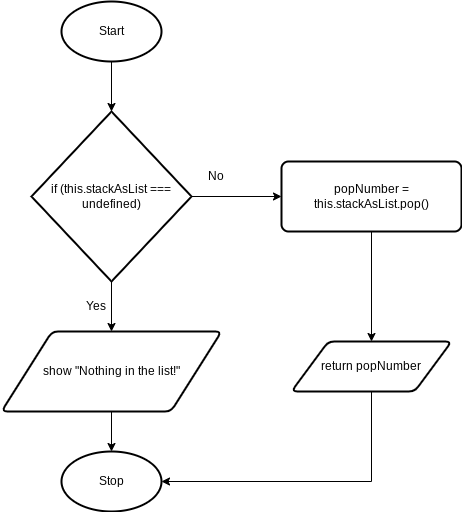 Start
if (this.stackAsList ===
undefined)
No
popNumber =
this.stackAsList.pop()
Yes
show "Nothing in the list!"
return popNumber
Stop